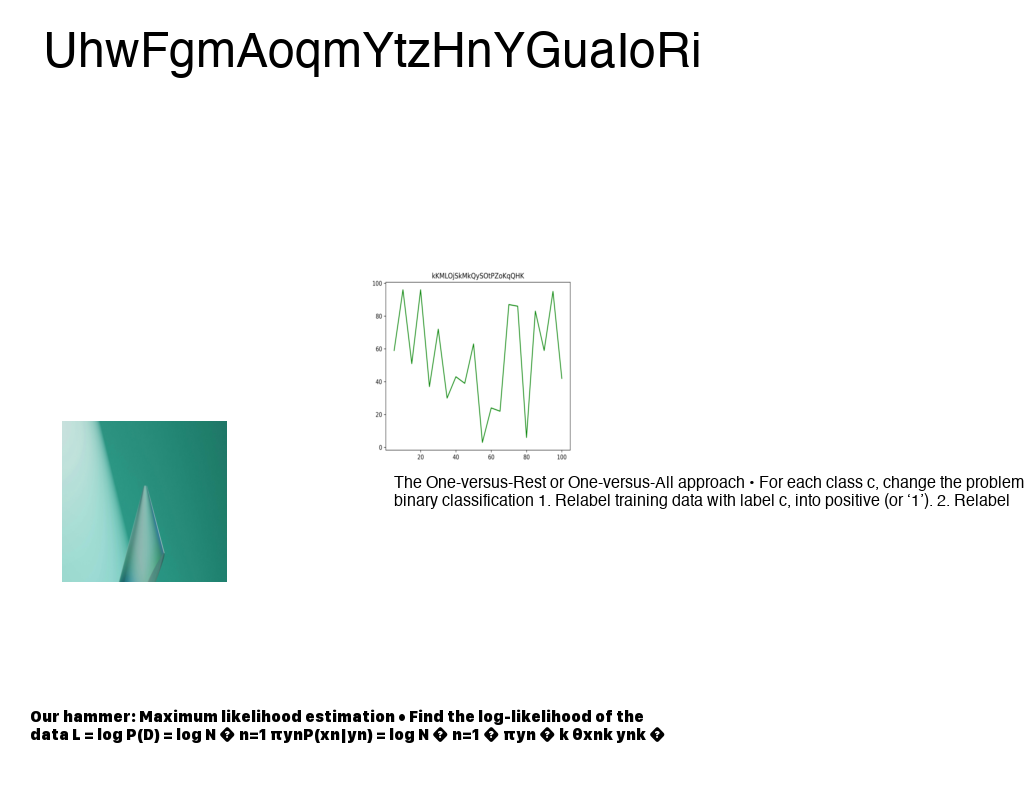 UhwFgmAoqmYtzHnYGuaIoRi
kKMLOJSkMkQySOtPZoKqQHK
100
80
60
40
20
0
20 40 60 80 100
The One-versus-Rest or One-versus-All approach • For each class c, change the problem
binary classification 1. Relabel training data with label c, into positive (or ‘1’). 2. Relabel
Our hammer: Maximum likelihood estimation • Find the log-likelihood of the
data L = log P(D) = log N � n=1 πynP(xn|yn) = log N � n=1 � πyn � k θxnk ynk �